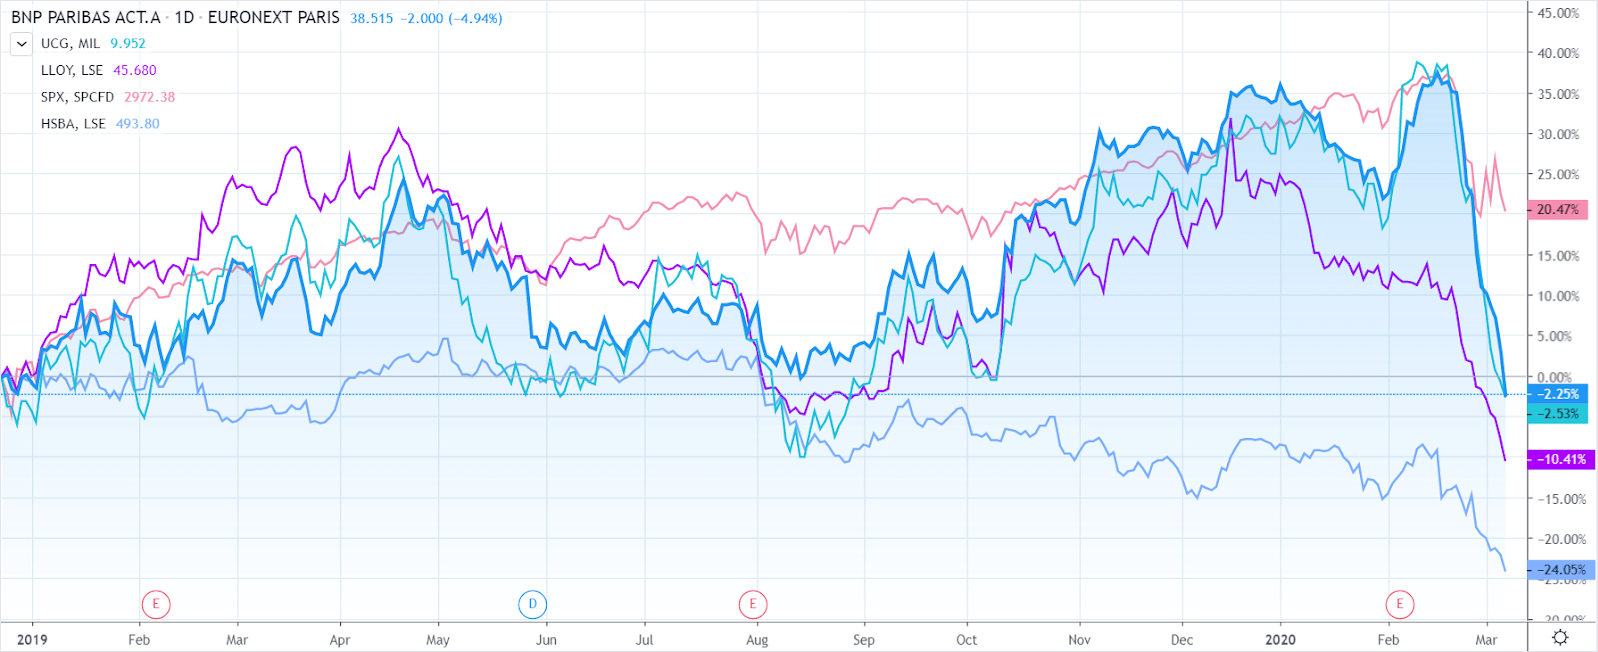 BNP PARIBAS ACT.A · 1D · EURONEXT PARIS 38.515 −2.000 (−4.94%)
UCG, MIL 9.952
LLOY, LSE 45.680
SPX, SPCFD 2972.38
HSBA, LSE 493.80
45.00%
40.00%
35.00%
30.00%
25.00%
20.47%
15.00%
10.00%
5.00%
0.00%
−2.25%
−2.53%
−10.41%
−15.00%
−20.00%
−24.05%
E D E E
2019 Feb Mar Apr May Jun Jul Aug Sep Oct Nov Dec 2020 Feb Mar